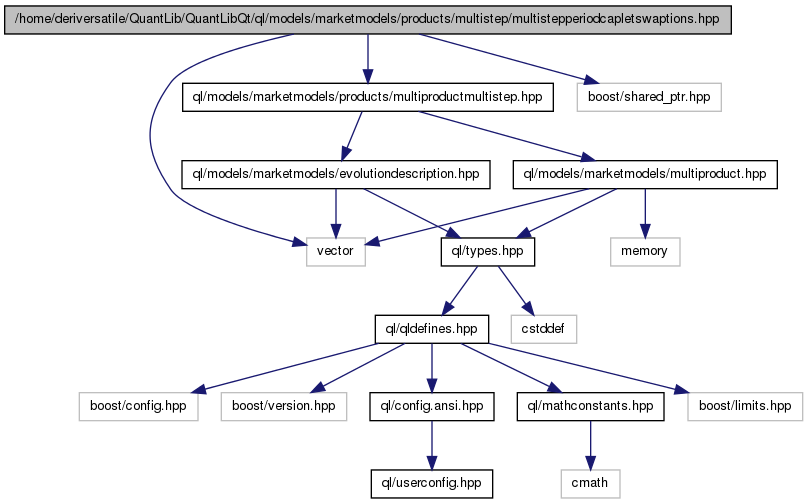 /home/deriversatile/QuantLib/QuantLibQt/ql/models/marketmodels/products/multistep/multistepperiodcapletswaptions.hpp
ql/models/marketmodels/products/multiproductmultistep.hpp
boost/shared_ptr.hpp
ql/models/marketmodels/evolutiondescription.hpp
ql/models/marketmodels/multiproduct.hpp
vector
ql/types.hpp
memory
ql/qldefines.hpp
cstddef
boost/config.hpp
boost/version.hpp
ql/config.ansi.hpp
ql/mathconstants.hpp
boost/limits.hpp
ql/userconfig.hpp
cmath